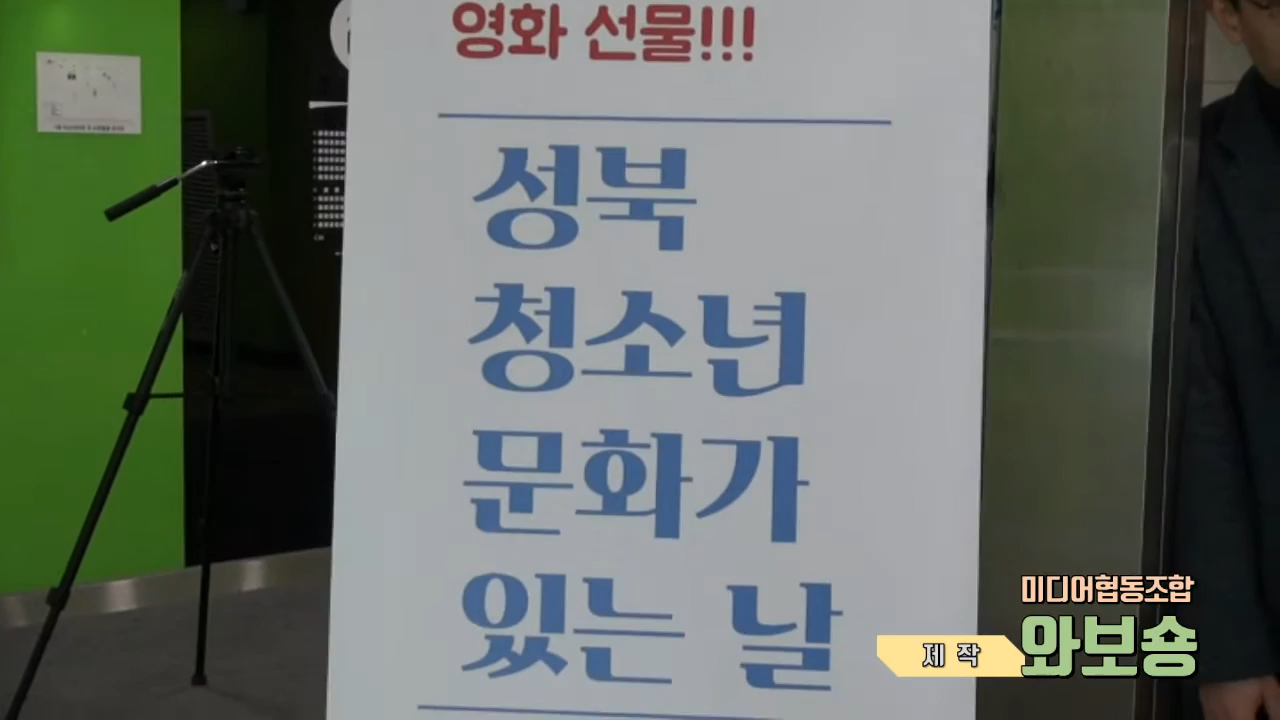 영화 선물!!!
성북
청소년
문화가
있는 날
미디어협동조합
제작
와보숑